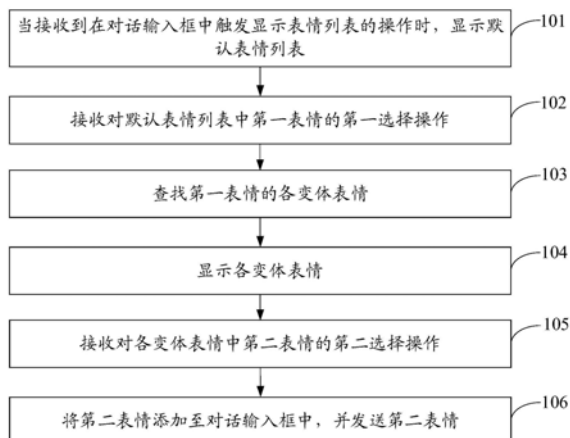 当接收到在对话输入框中触发显示表情列表的操作时，显示默
认表情列表
101
接收对默认表情列表中第一表情的第一选择操作
102
查找第一表情的各变体表情
103
显示各变体表情
104
接收对各变体表情中第二表情的第二选择操作
105
将第二表情添加至对话输入框中，并发送第二表情
106